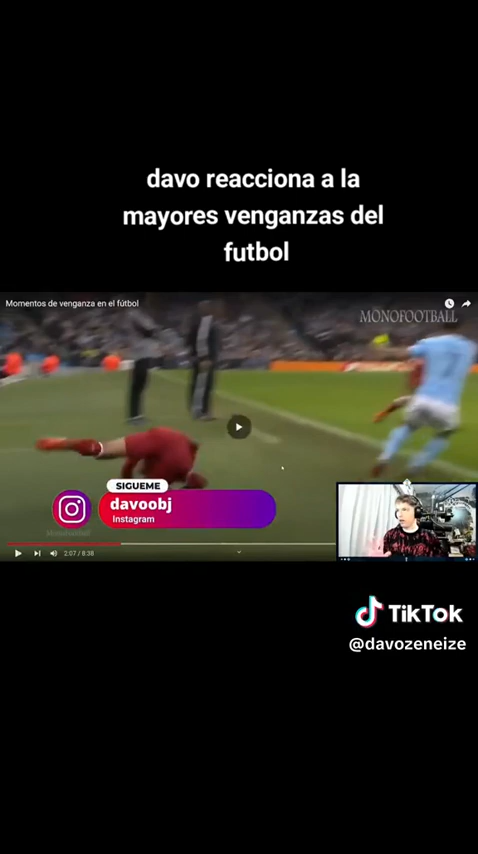 davo reacciona a la
mayores venganzas del
futbol
Momentos de venganza en el fútbol
MONOFOOTBALL
SIGUEME
davoobj
Instagram
2:07 / 8:38
TikTok
@davozeneize